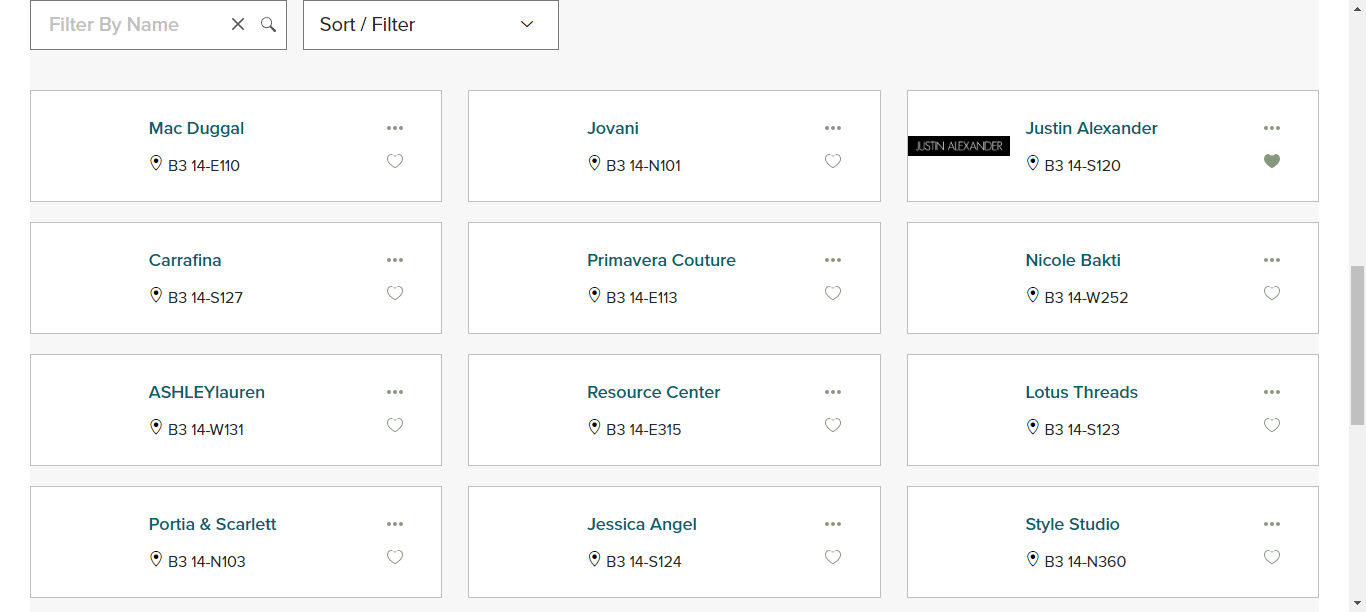 Filter By Name
Sort / Filter
Mac Duggal
B3 14-E110
Jovani
B3 14-N101
JUSTIN ALEXANDER
Justin Alexander
B3 14-S120
Carrafina
B3 14-S127
Primavera Couture
B3 14-E113
Nicole Bakti
B3 14-W252
ASHLEYlauren
B3 14-W131
Resource Center
B3 14-E315
Lotus Threads
B3 14-S123
Portia & Scarlett
B3 14-N103
Jessica Angel
B3 14-S124
Style Studio
B3 14-N360